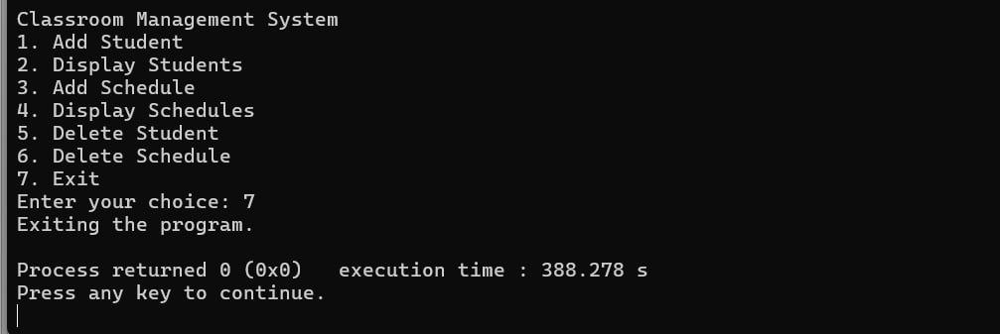 Classroom Management System
1. Add Student
2. Display Students
3. Add Schedule
4. Display Schedules
5. Delete Student
6. Delete Schedule
7. Exit
Enter your choice: 7
Exiting the program.
Process returned 0 (0x0)   execution time : 388.278 s
Press any key to continue.